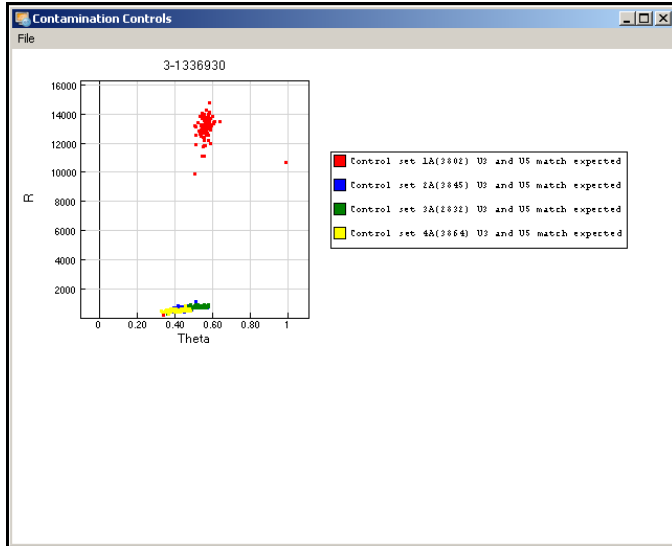 Contamination Controls
File
3-1336930
16000
14000
12000
10000
8000
6000
4000
2000
R
0 0.20 0.40 0.60 0.80 1
Theta
Control set 1A(3802) U3 and U5 match expected
Control set 2A(3845) U3 and U5 match expected
Control set 3A(2832) U3 and U5 match expected
Control set 4A(3864) U3 and U5 match expected